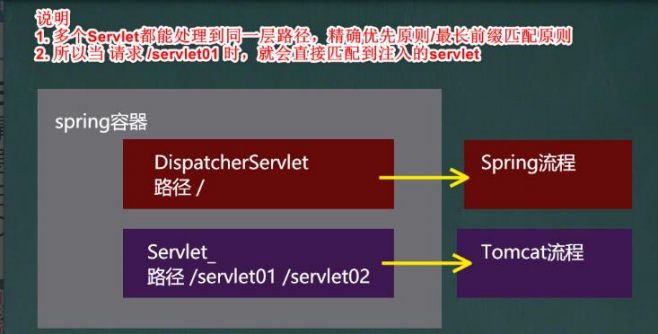 说明
1. 多个Servlet都能处理到同一层路径，精确优先原则/最长前缀匹配原则
2. 所以当 请求 /servlet01 时，就会直接匹配到注入的servlet
spring容器
DispatcherServlet
路径 /
Spring流程
Servlet_
路径 /servlet01 /servlet02
Tomcat流程